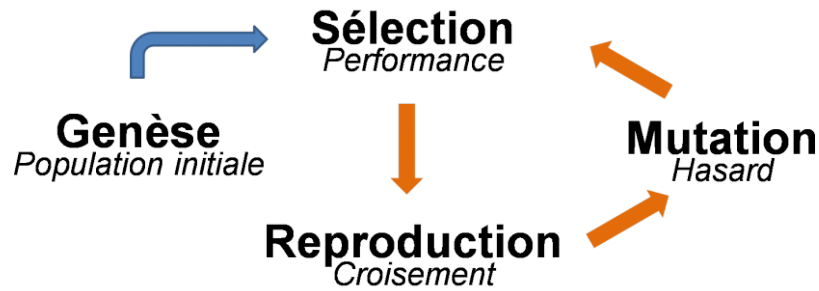 Sélection
Performance
Genèse
Population initiale
Mutation
Hasard
Reproduction
Croisement